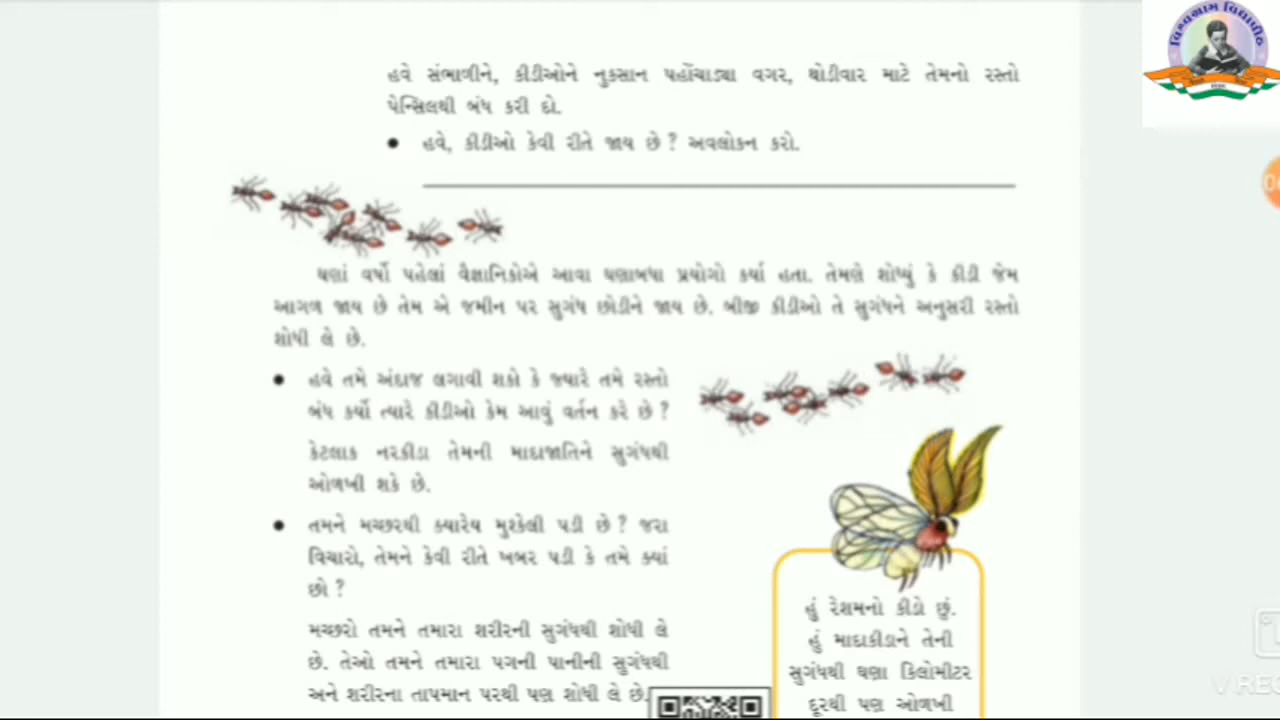 વિશ્વગ્રામ વિદ્યાપીઠ
હવે સંભાળીને, કીડીઓને નુકસાન પહોંચાડ્યા વગર, થોડીવાર માટે તેમનો રસ્તો
પેન્સિલથી બંધ કરી દો.
• હવે, કીડીઓ કેવી રીતે જાય છે ? અવલોકન કરો.
ઘણાં વર્ષો પહેલાં વૈજ્ઞાનિકોએ આવા ઘણાબધા પ્રયોગો કર્યા હતા. તેમણે શોધ્યું કે કીડી જેમ
આગળ જાય છે તેમ એ જમીન પર સુગંધ છોડીને જાય છે. બીજી કીડીઓ તે સુગંધને અનુસરી રસ્તો
શોધી લે છે.
• હવે તમે અંદાજ લગાવી શકો કે જ્યારે તમે રસ્તો
બંધ કર્યો ત્યારે કીડીઓ કેમ આવું વર્તન કરે છે ?
કેટલાક નરકીડા તેમની માદાજાતિને સુગંધથી
ઓળખી શકે છે.
• તમને મચ્છરથી ક્યારેય મુશ્કેલી પડી છે ? જરા
વિચારો, તેમને કેવી રીતે ખબર પડી કે તમે ક્યાં
છો ?
મચ્છરો તમને તમારા શરીરની સુગંધથી શોધી લે
છે. તેઓ તમને તમારા પગની પાનીની સુગંધથી
અને શરીરના તાપમાન પરથી પણ શોધી લે છે.
હું રેશમનો કીડો છું.
હું માદાકીડાને તેની
સુગંધથી ઘણા કિલોમીટર
દૂરથી પણ ઓળખી
V REC